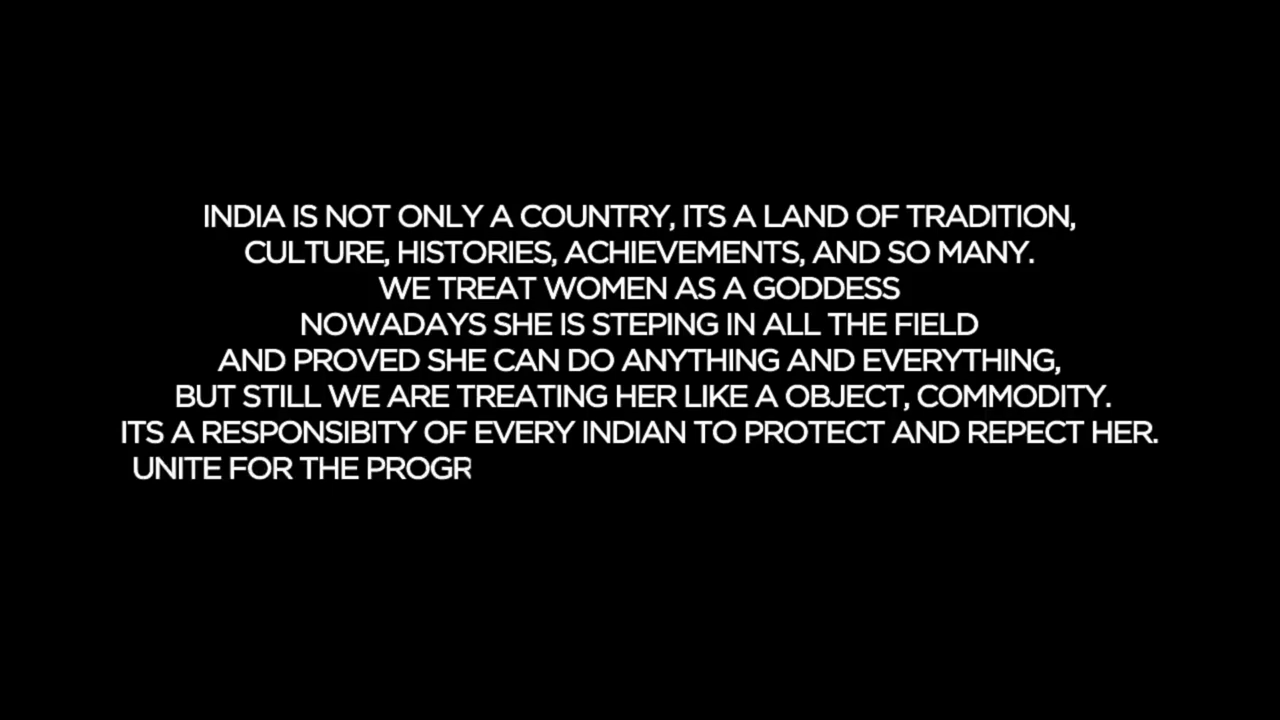 INDIA IS NOT ONLY A COUNTRY, ITS A LAND OF TRADITION,
CULTURE, HISTORIES, ACHIEVEMENTS, AND SO MANY.
WE TREAT WOMEN AS A GODDESS
NOWADAYS SHE IS STEPING IN ALL THE FIELD
AND PROVED SHE CAN DO ANYTHING AND EVERYTHING,
BUT STILL WE ARE TREATING HER LIKE A OBJECT, COMMODITY.
ITS A RESPONSIBITY OF EVERY INDIAN TO PROTECT AND REPECT HER.
UNITE FOR THE PROGR